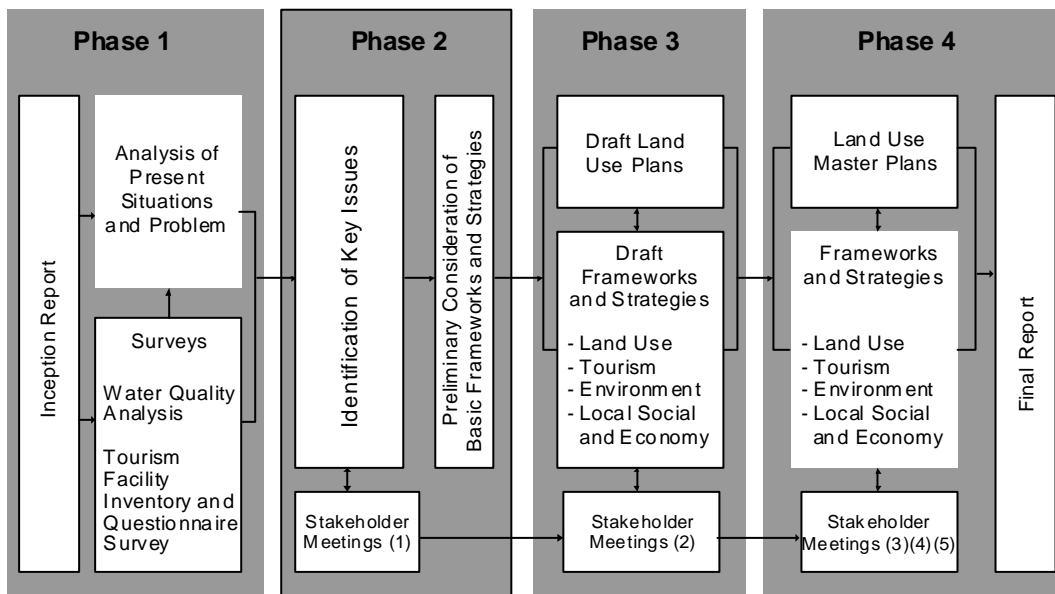 Phase 1
Inception Report
Analysis of
Present
Situations
and Problem
Surveys
Water Quality
Analysis
Tourism
Facility
Inventory and
Questionnaire
Survey
Phase 2
Identification of Key Issues
Preliminary Consideration of
Basic Frameworks and Strategies
Stakeholder
Meetings (1)
Phase 3
Draft Land
Use Plans
Draft
Frameworks
and Strategies
- Land Use
- Tourism
- Environment
- Local Social
and Economy
Stakeholder
Meetings (2)
Phase 4
Land Use
Master Plans
Frameworks
and Strategies
- Land Use
- Tourism
- Environment
- Local Social
and Economy
Stakeholder
Meetings (3)(4)(5)
Final Report